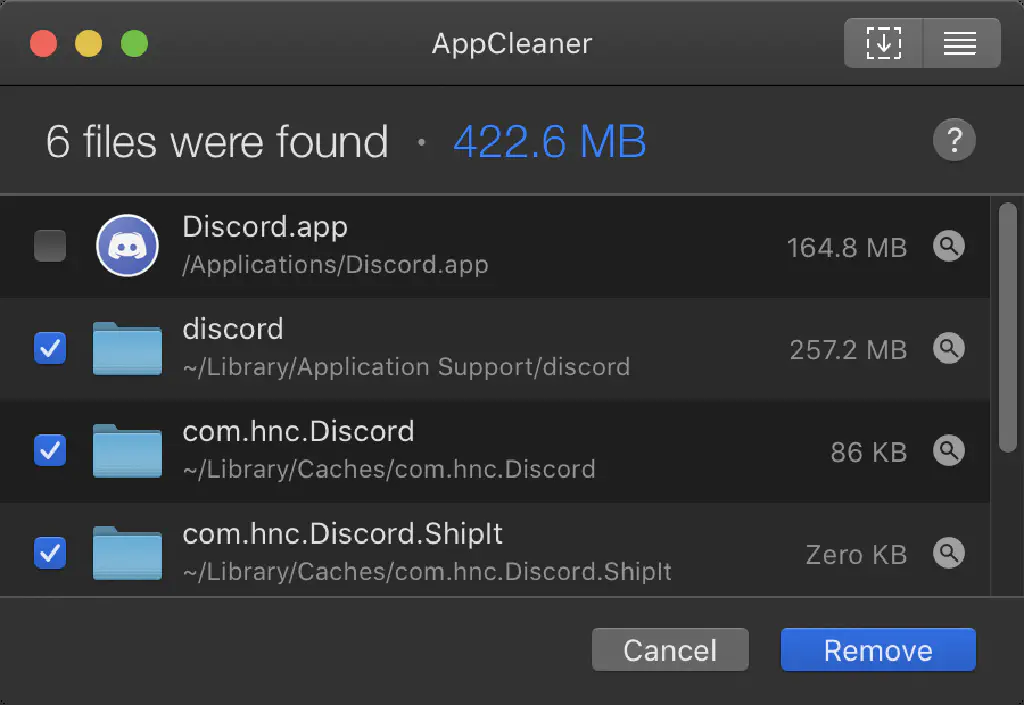 AppCleaner
6 files were found · 422.6 MB
?
Discord.app
/Applications/Discord.app
164.8 MB
discord
~/Library/Application Support/discord
257.2 MB
com.hnc.Discord
~/Library/Caches/com.hnc.Discord
86 KB
com.hnc.Discord.ShipIt
~/Library/Caches/com.hnc.Discord.ShipIt
Zero KB
Cancel
Remove